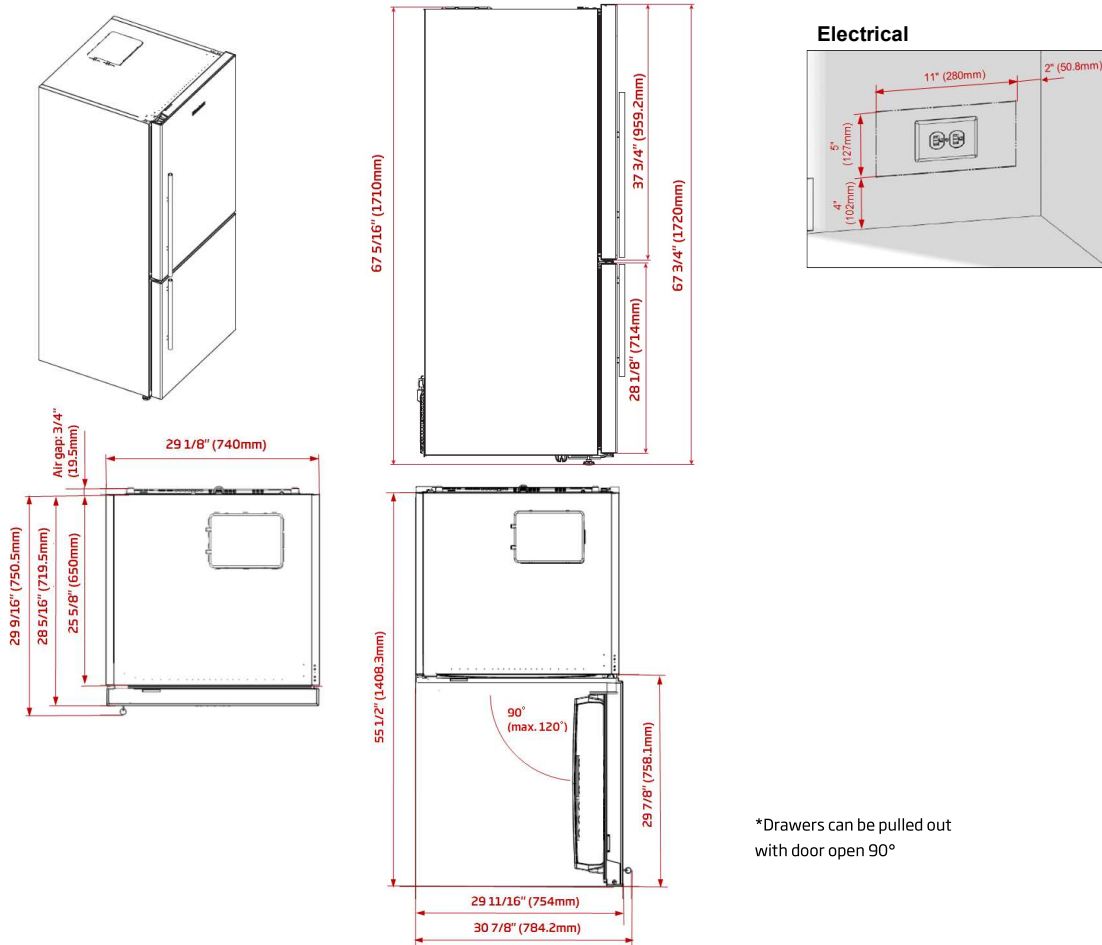 67 5/16" (1710mm)
37 3/4" (959.2mm)
28 1/8" (714mm)
67 3/4" (1720mm)
Electrical
11" (280mm)
2" (50.8mm)
5"
(127mm)
4"
(102mm)
Air gap: 3/4"
(19.5mm)
29 1/8" (740mm)
29 9/16" (750.5mm)
28 5/16" (719.5mm)
25 5/8" (650mm)
55 1/2" (1408.3mm)
90°
(max. 120°)
29 7/8" (758.1mm)
29 11/16" (754mm)
30 7/8" (784.2mm)
*Drawers can be pulled out
with door open 90°